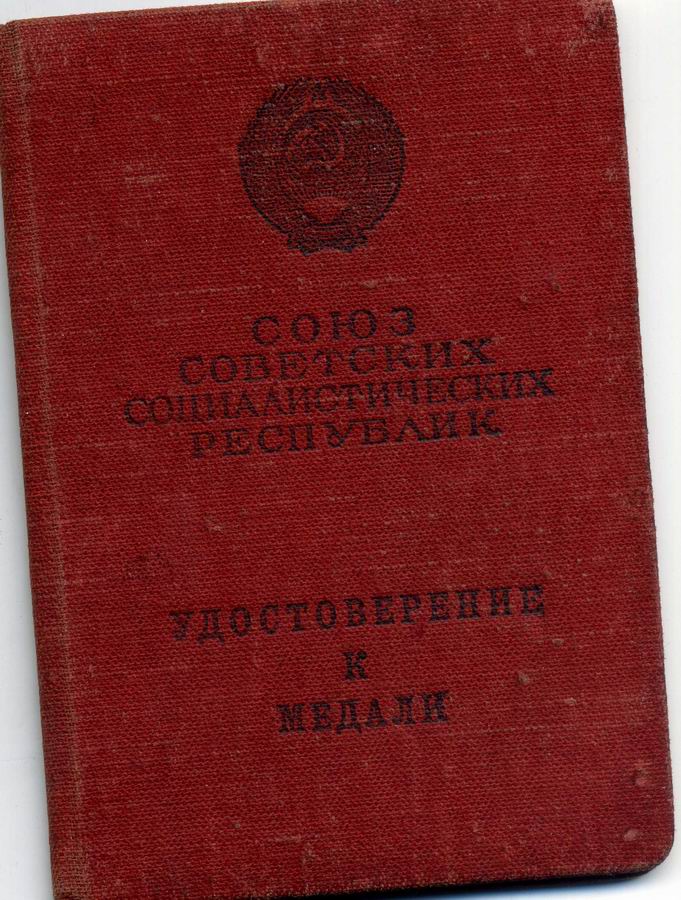 СОЮЗ
СОВЕТСКИХ
СОЦИАЛИСТИЧЕСКИХ
РЕСПУБЛИК
УДОСТОВЕРЕНИЕ
К
МЕДАЛИ